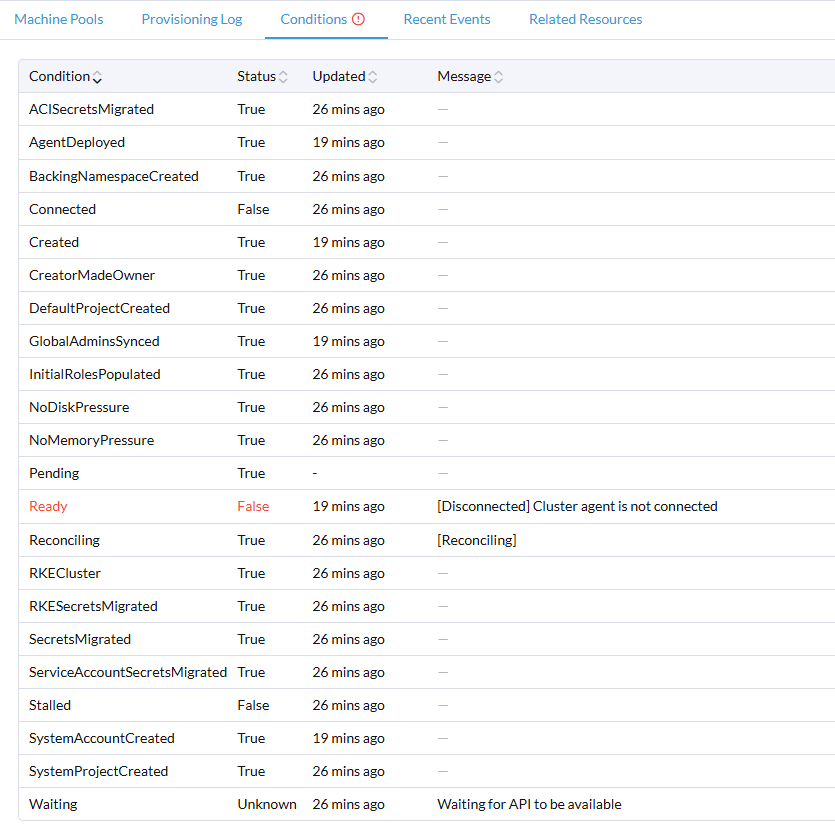 Machine Pools Provisioning Log Conditions Recent Events Related Resources
Condition Status Updated Message
ACISecretsMigrated True 26 mins ago —
AgentDeployed True 19 mins ago —
BackingNamespaceCreated True 26 mins ago —
Connected False 26 mins ago —
Created True 19 mins ago —
CreatorMadeOwner True 26 mins ago —
DefaultProjectCreated True 26 mins ago —
GlobalAdminsSynced True 19 mins ago —
InitialRolesPopulated True 26 mins ago —
NoDiskPressure True 26 mins ago —
NoMemoryPressure True 26 mins ago —
Pending True - —
Ready False 19 mins ago [Disconnected] Cluster agent is not connected
Reconciling True 26 mins ago [Reconciling]
RKECluster True 26 mins ago —
RKESecretsMigrated True 26 mins ago —
SecretsMigrated True 26 mins ago —
ServiceAccountSecretsMigrated True 26 mins ago —
Stalled False 26 mins ago —
SystemAccountCreated True 19 mins ago —
SystemProjectCreated True 26 mins ago —
Waiting Unknown 26 mins ago Waiting for API to be available